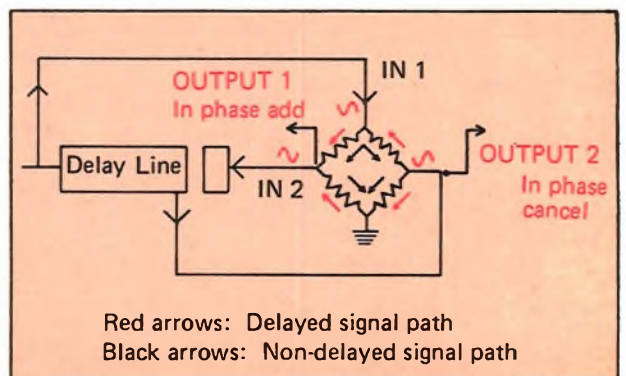 IN 1
OUTPUT 1
In phase add
Delay Line
IN 2
OUTPUT 2
In phase
cancel
Red arrows: Delayed signal path
Black arrows: Non-delayed signal path